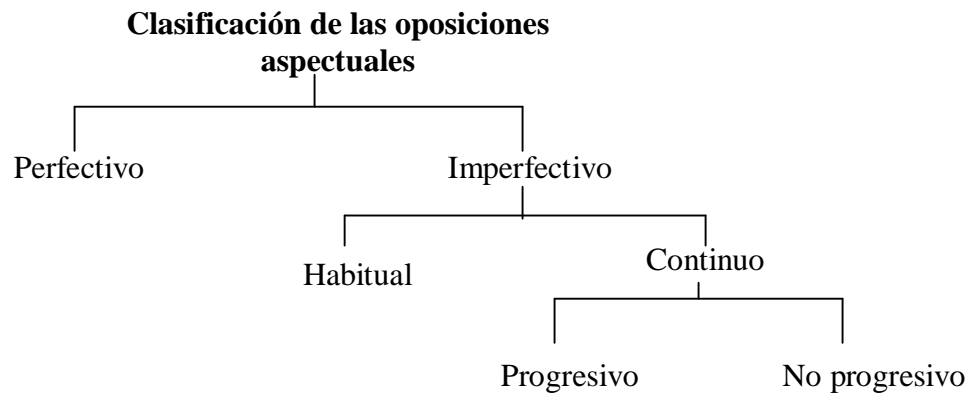 Clasificación de las oposiciones
aspectuales
Perfectivo
Imperfectivo
Habitual
Continuo
Progresivo
No progresivo